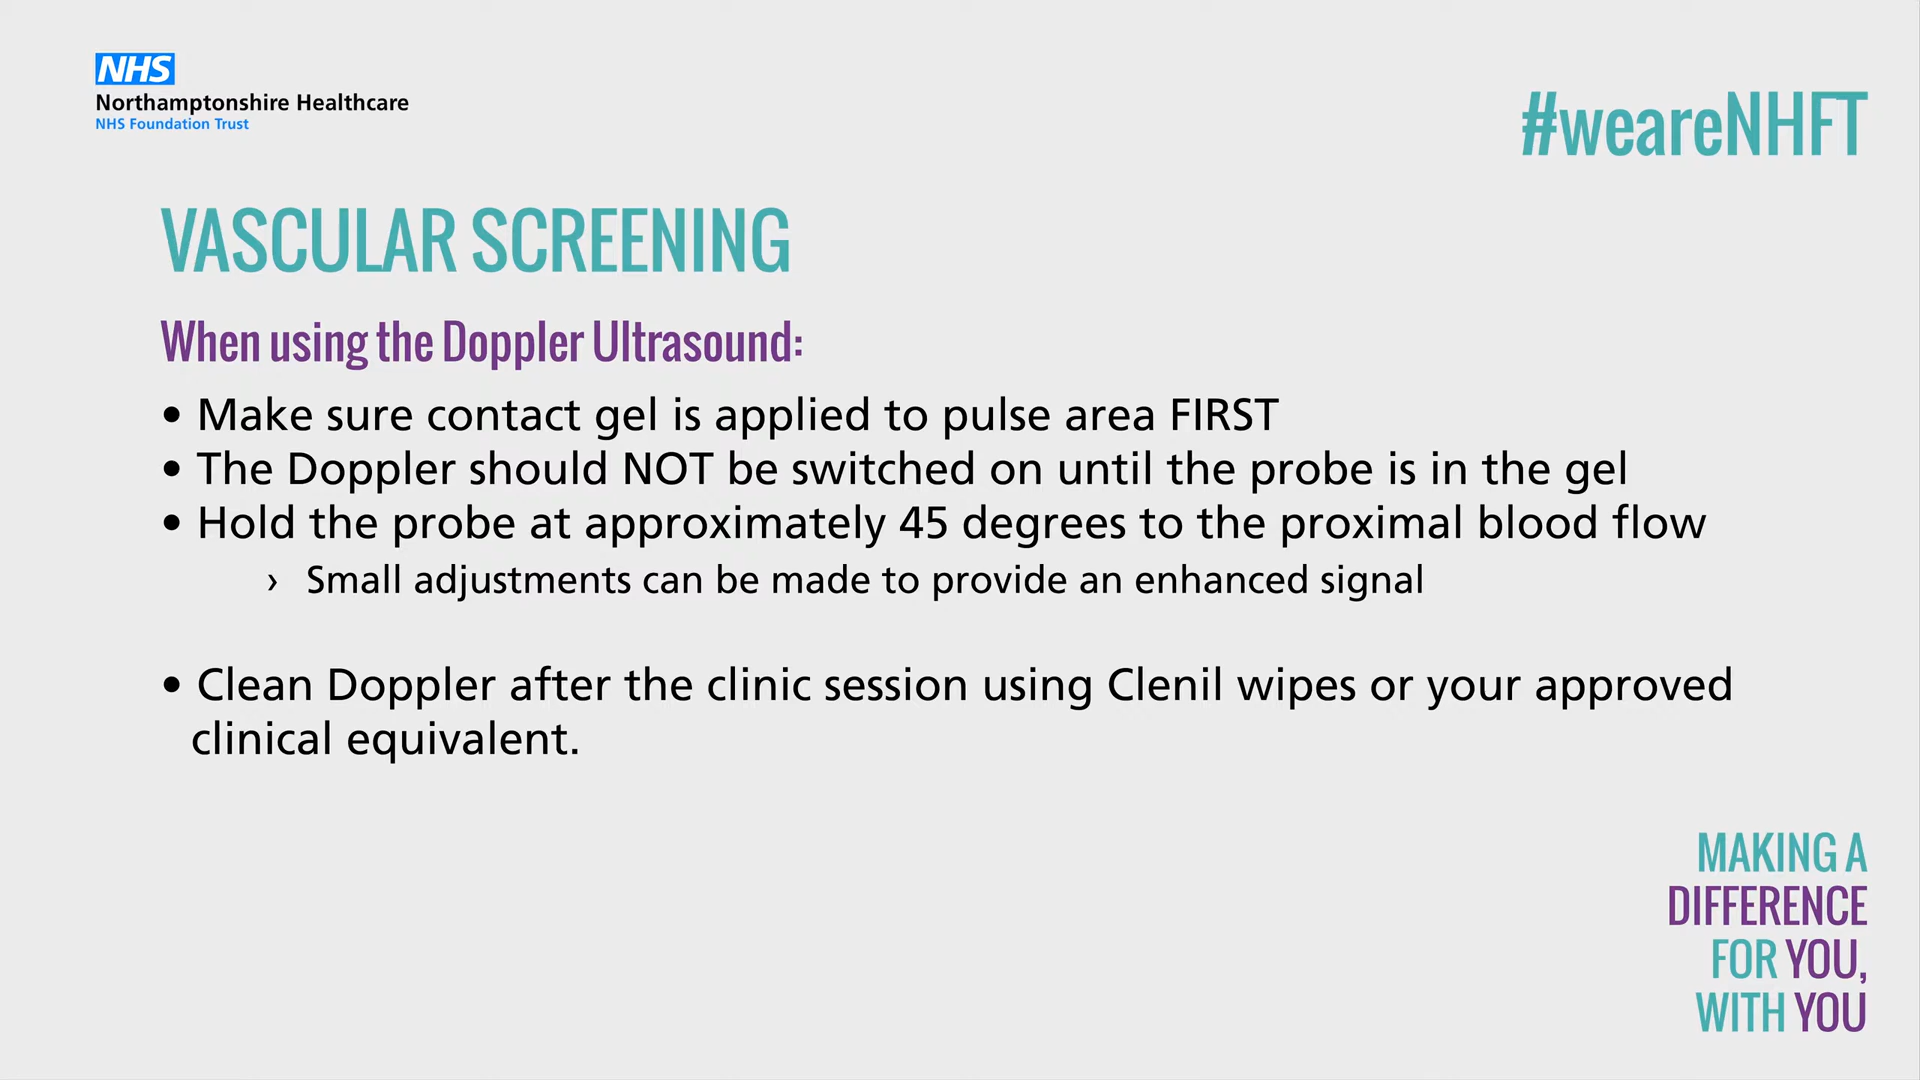 NHS
Northamptonshire Healthcare
NHS Foundation Trust
#weareNHFT
VASCULAR SCREENING
When using the Doppler Ultrasound:
• Make sure contact gel is applied to pulse area FIRST
• The Doppler should NOT be switched on until the probe is in the gel
• Hold the probe at approximately 45 degrees to the proximal blood flow
› Small adjustments can be made to provide an enhanced signal
• Clean Doppler after the clinic session using Clenil wipes or your approved
clinical equivalent.
MAKING A
DIFFERENCE
FOR YOU,
WITH YOU